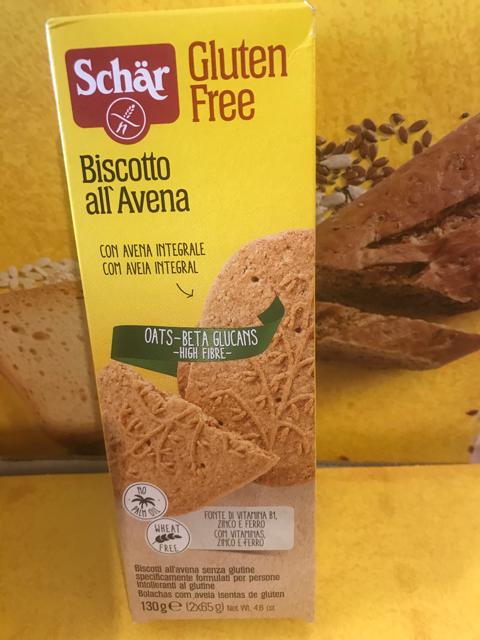 Schär
Gluten
Free
Biscotto
all'Avena
CON AVENA INTEGRALE
COM AVEIA INTEGRAL
OATS-BETA GLUCANS
-HIGH FIBRE-
NO
PALM OIL
WHEAT
FREE
FONTE DI VITAMINA B1,
ZINCO E FERRO
COM VITAMINAS,
ZINCO E FERRO
Biscotti all'avena senza glutine
specificamente formulati per persone
intolleranti al glutine
Bolachas com aveia isentas de gluten
130g e (2x65g) Net Wt. 4.6 oz